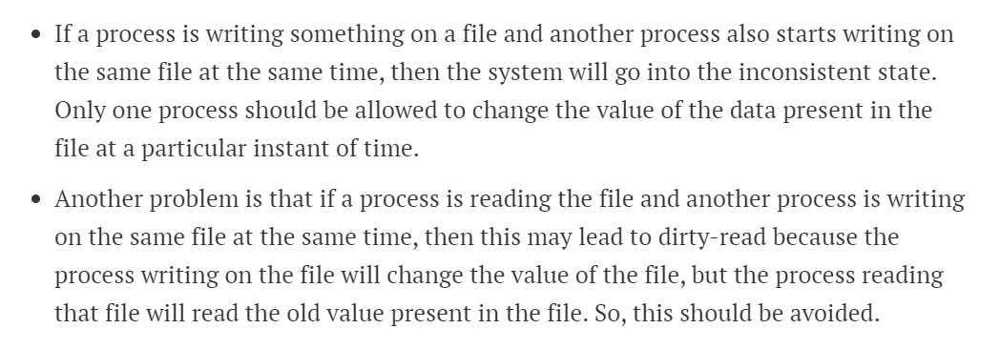 • If a process is writing something on a file and another process also starts writing on
the same file at the same time, then the system will go into the inconsistent state.
Only one process should be allowed to change the value of the data present in the
file at a particular instant of time.
• Another problem is that if a process is reading the file and another process is writing
on the same file at the same time, then this may lead to dirty-read because the
process writing on the file will change the value of the file, but the process reading
that file will read the old value present in the file. So, this should be avoided.